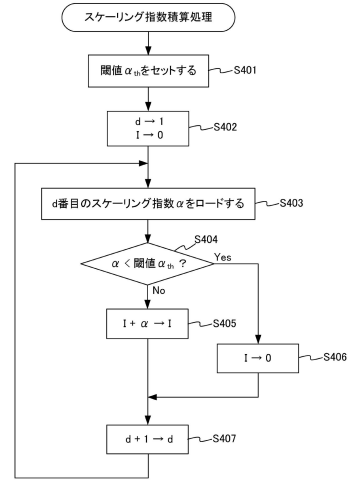 スケーリング指数積算処理
閾値αthをセットする
S401
d → 1
I → 0
S402
d番目のスケーリング指数αをロードする
S403
S404
α < 閾値αth ?
Yes
No
I + α → I
S405
I → 0
S406
d + 1 → d
S407